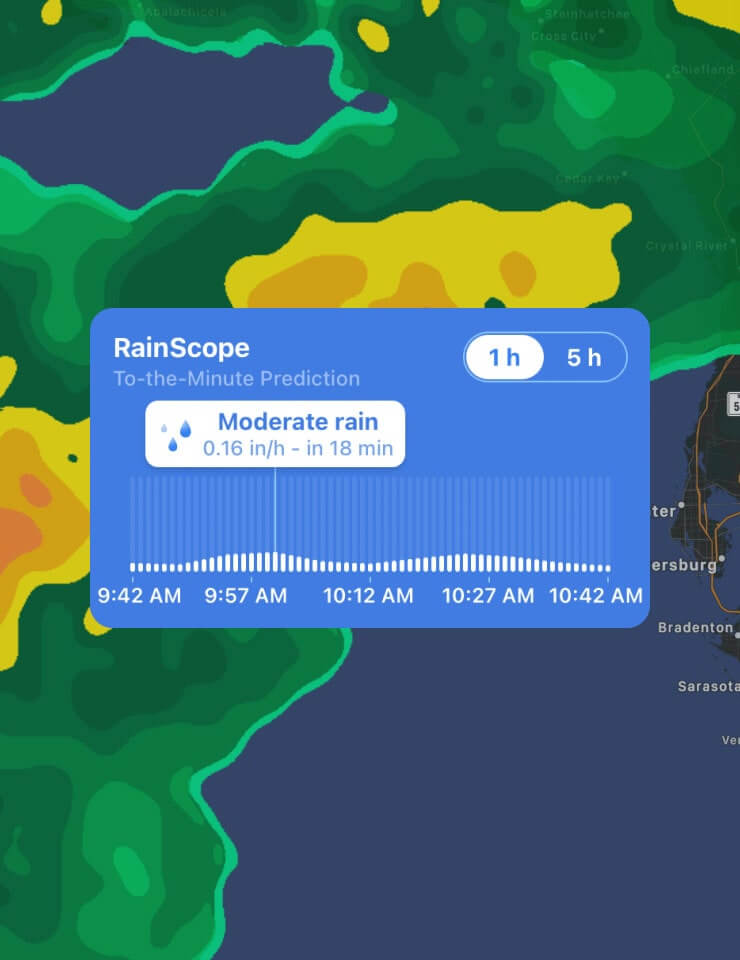 Apalachicola
Steinhatchee
Cross City
Chiefland
Cedar Key
Crystal River
RainScope
1 h
5 h
To-the-Minute Prediction
Moderate rain
0.16 in/h - in 18 min
5
ter
ersburg
9:42 AM
9:57 AM
10:12 AM
10:27 AM
10:42 AM
Bradenton
Sarasota
Ver